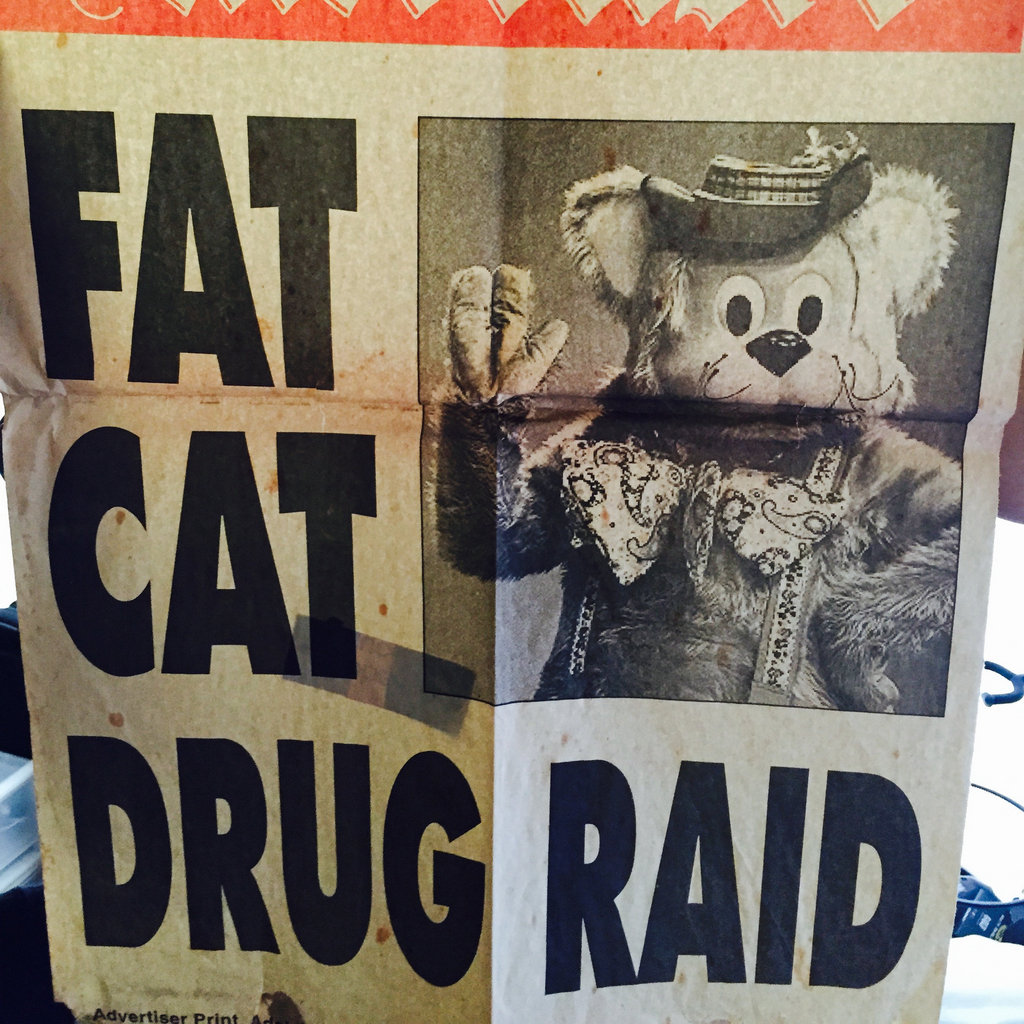 FAT
CAT
DRUG RAID
Advertiser Print,